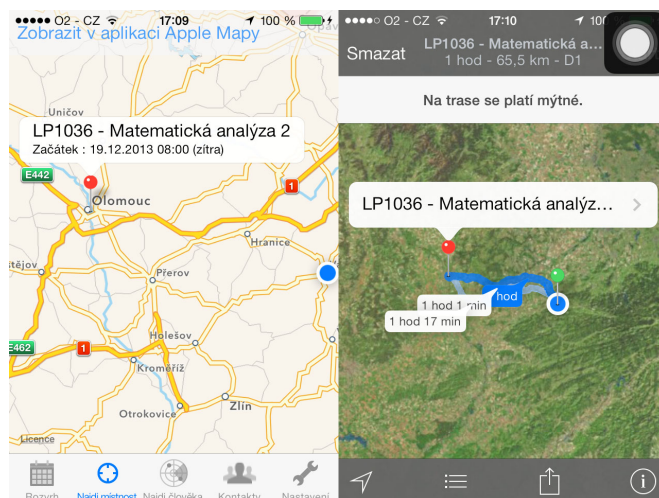 O2 - CZ 17:09 100 %
Zobrazit v aplikaci Apple Mapy
Uničov
LP1036 - Matematická analýza 2
Začátek : 19.12.2013 08:00 (zítra)
E442
1
Olomouc
Hranice
stějov
Přerov
Holešov
E462
1
Kroměříž
Otrokovice
Zlín
Licence
Rozvrh
Najdi místnost
Najdi člověka
Kontakty
Nastavení
O2 - CZ 17:10 100
Smazat
LP1036 - Matematická a...
1 hod - 65,5 km - D1
Na trase se platí mýtné.
LP1036 - Matematická analýz...
hod
1 hod 1 min
1 hod 17 min